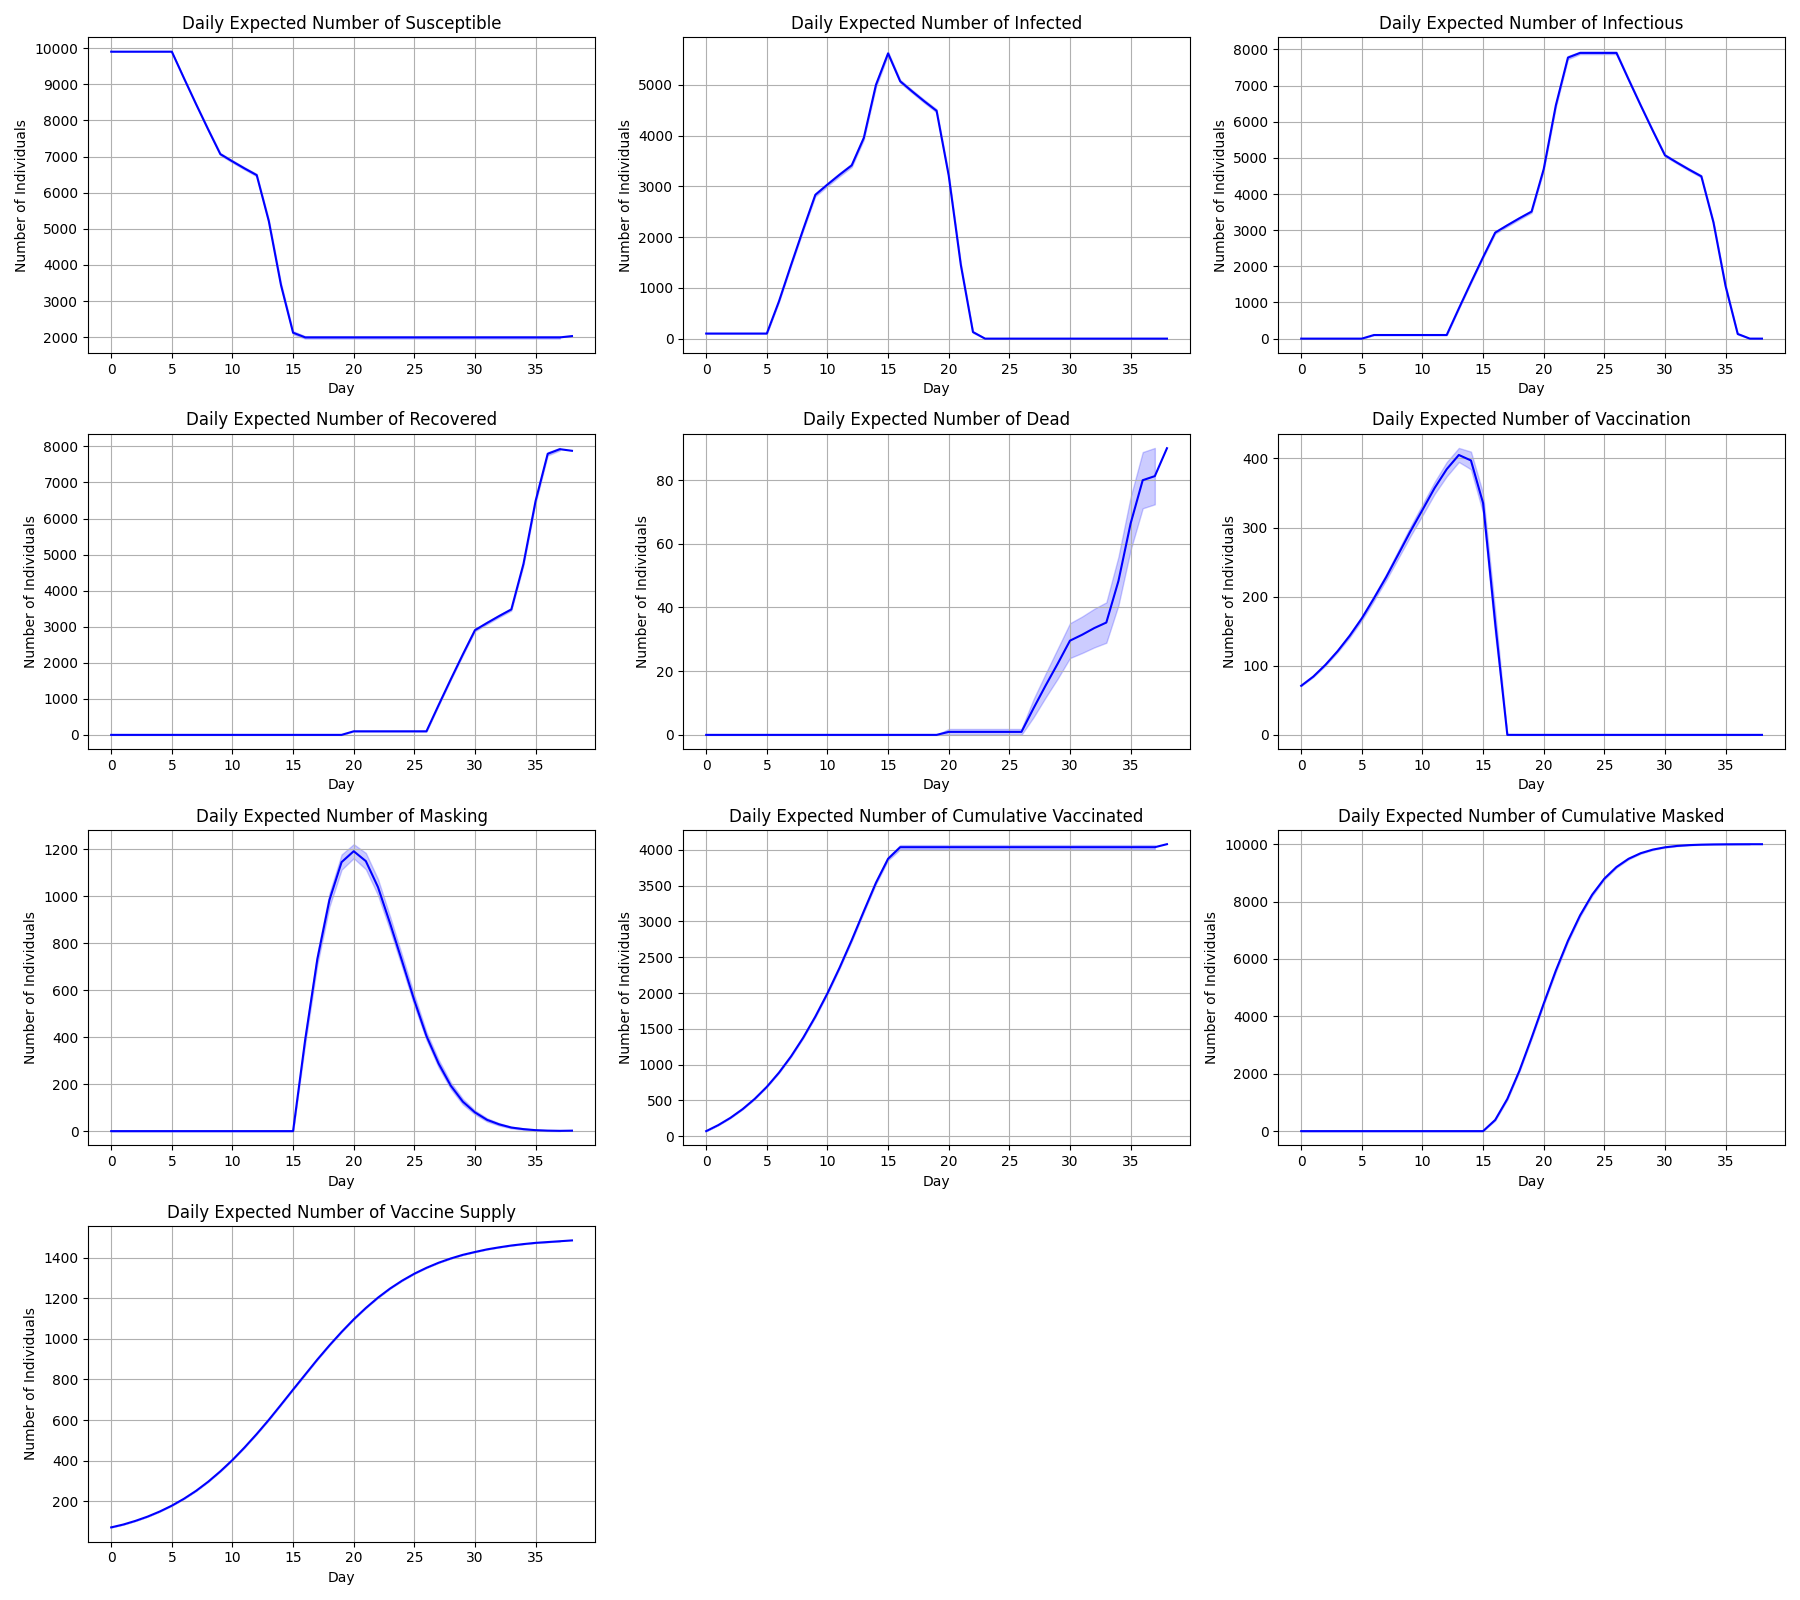 Daily Expected Number of Susceptible
Number of Individuals
10000
9000
8000
7000
6000
5000
4000
3000
2000
0 5 10 15 20 25 30 35
Day
Daily Expected Number of Infected
Number of Individuals
5000
4000
3000
2000
1000
0
0 5 10 15 20 25 30 35
Day
Daily Expected Number of Infectious
Number of Individuals
8000
7000
6000
5000
4000
3000
2000
1000
0
0 5 10 15 20 25 30 35
Day
Daily Expected Number of Recovered
Number of Individuals
8000
7000
6000
5000
4000
3000
2000
1000
0
0 5 10 15 20 25 30 35
Day
Daily Expected Number of Dead
Number of Individuals
80
60
40
20
0
0 5 10 15 20 25 30 35
Day
Daily Expected Number of Vaccination
Number of Individuals
400
300
200
100
0
0 5 10 15 20 25 30 35
Day
Daily Expected Number of Masking
Number of Individuals
1200
1000
800
600
400
200
0
0 5 10 15 20 25 30 35
Day
Daily Expected Number of Cumulative Vaccinated
Number of Individuals
4000
3500
3000
2500
2000
1500
1000
500
0
0 5 10 15 20 25 30 35
Day
Daily Expected Number of Cumulative Masked
Number of Individuals
10000
8000
6000
4000
2000
0
0 5 10 15 20 25 30 35
Day
Daily Expected Number of Vaccine Supply
Number of Individuals
1400
1200
1000
800
600
400
200
0 5 10 15 20 25 30 35
Day